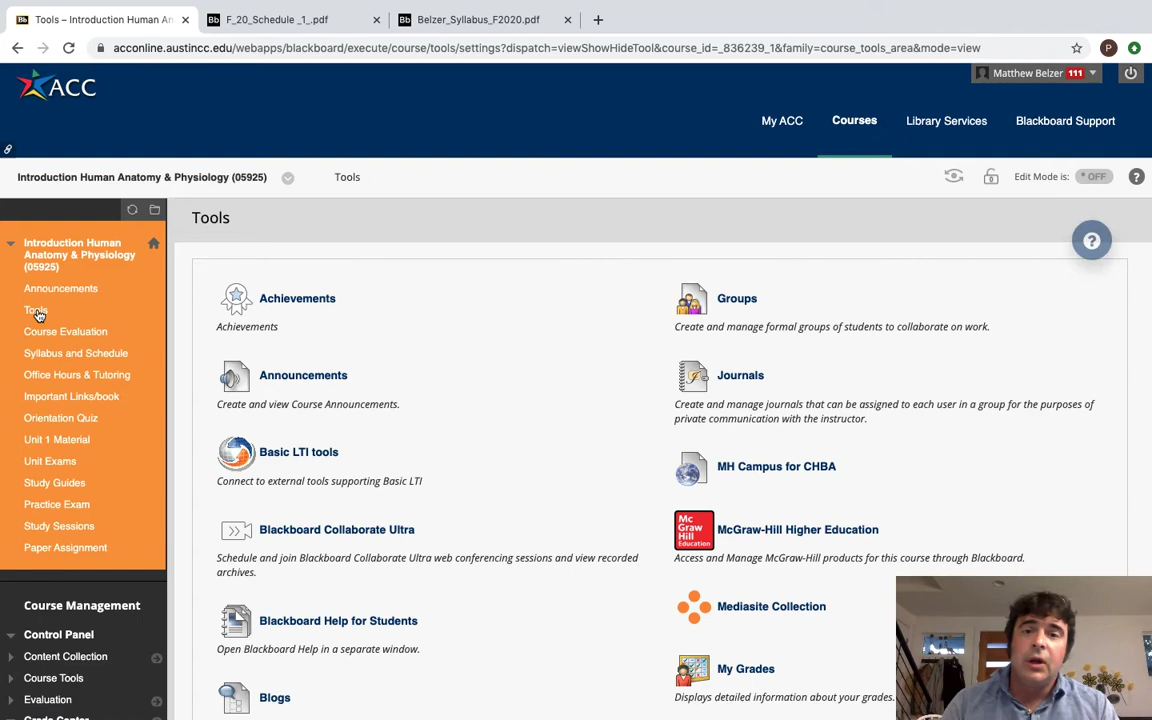 Tools – Introduction Human An
F_20_Schedule _1_.pdf
Belzer_Syllabus_F2020.pdf
acconline.austincc.edu/webapps/blackboard/execute/course/tools/settings?dispatch=viewShowHideTool&course_id=_836239_1&family=course_tools_area&mode=view
P
ACC
Matthew Belzer 111
My ACC
Courses
Library Services
Blackboard Support
Introduction Human Anatomy & Physiology (05925)
Tools
Edit Mode is: OFF
?
Tools
?
Introduction Human
Anatomy & Physiology
(05925)
Announcements
Tools
Course Evaluation
Syllabus and Schedule
Office Hours & Tutoring
Important Links/book
Orientation Quiz
Unit 1 Material
Unit Exams
Study Guides
Practice Exam
Study Sessions
Paper Assignment
Course Management
Control Panel
Content Collection
Course Tools
Evaluation
Grade Center
Achievements
Achievements
Announcements
Create and view Course Announcements.
Basic LTI tools
Connect to external tools supporting Basic LTI
Blackboard Collaborate Ultra
Schedule and join Blackboard Collaborate Ultra web conferencing sessions and view recorded
archives.
Blackboard Help for Students
Open Blackboard Help in a separate window.
Blogs
Groups
Create and manage formal groups of students to collaborate on work.
Journals
Create and manage journals that can be assigned to each user in a group for the purposes of
private communication with the instructor.
MH Campus for CHBA
Mc
Graw
Hill
Education
McGraw-Hill Higher Education
Access and Manage McGraw-Hill products for this course through Blackboard.
Mediasite Collection
My Grades
Displays detailed information about your grades.